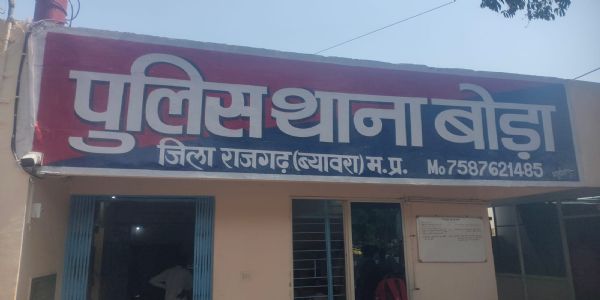 पुलिस थाना बोड़ा
जिला राजगढ़ (ब्यावरा) म.प्र. Mo 7587621485